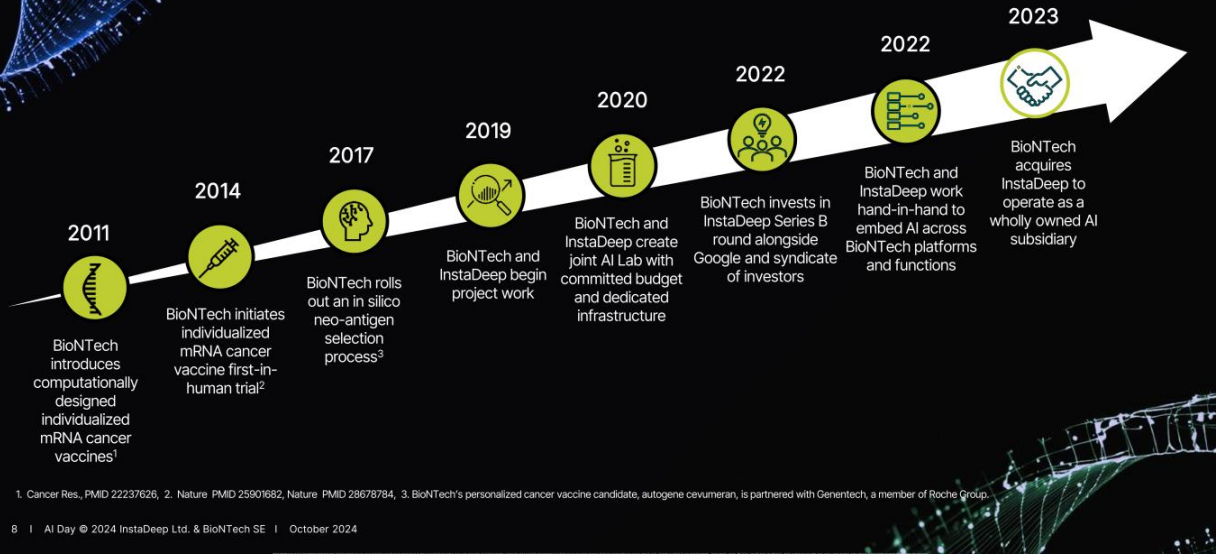 2011
BioNTech
introduces
computationally
designed
individualized
mRNA cancer
vaccines¹
2014
BioNTech initiates
individualized
mRNA cancer
vaccine first-in-
human trial²
2017
BioNTech rolls
out an in silico
neo-antigen
selection
process³
2019
BioNTech and
InstaDeep begin
project work
2020
BioNTech and
InstaDeep create
joint AI Lab with
committed budget
and dedicated
infrastructure
2022
BioNTech invests in
InstaDeep Series B
round alongside
Google and syndicate
of investors
2022
BioNTech and
InstaDeep work
hand-in-hand to
embed AI across
BioNTech platforms
and functions
2023
BioNTech
acquires
InstaDeep to
operate as a
wholly owned AI
subsidiary
1. Cancer Res., PMID 22237626, 2. Nature PMID 25901682, Nature PMID 28678784, 3. BioNTech's personalized cancer vaccine candidate, autogene cevumeran, is partnered with Genentech, a member of Roche Group.
8 | AI Day © 2024 InstaDeep Ltd. & BioNTech SE | October 2024